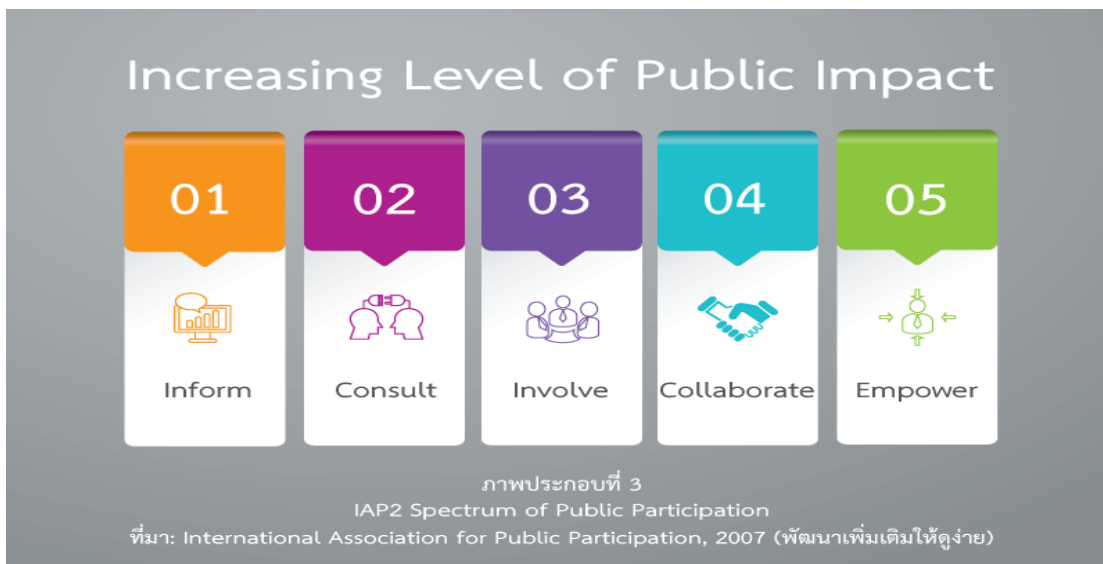 Increasing Level of Public Impact
01
02
03
04
05
Inform
Consult
Involve
Collaborate
Empower
ภาพประกอบที่ 3
IAP2 Spectrum of Public Participation
ที่มา: International Association for Public Participation, 2007 (พัฒนาเพิ่มเติมให้ดูง่าย)